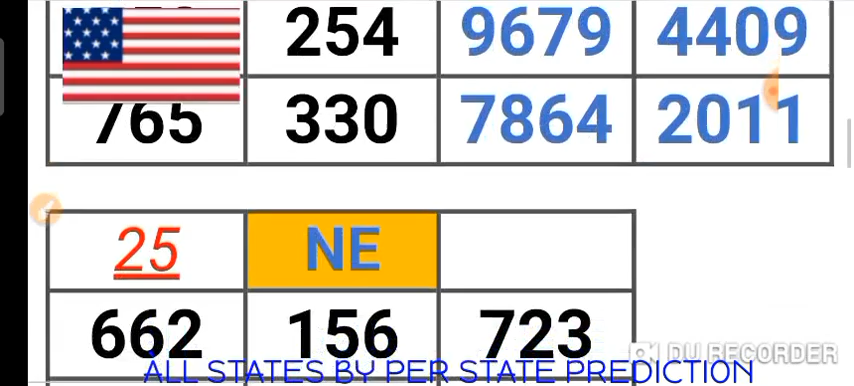 254 9679 4409
765 330 7864 2011
25 NE
662 156 723
DU RECORDER
ALL STATES BY PER STATE PREDICTION